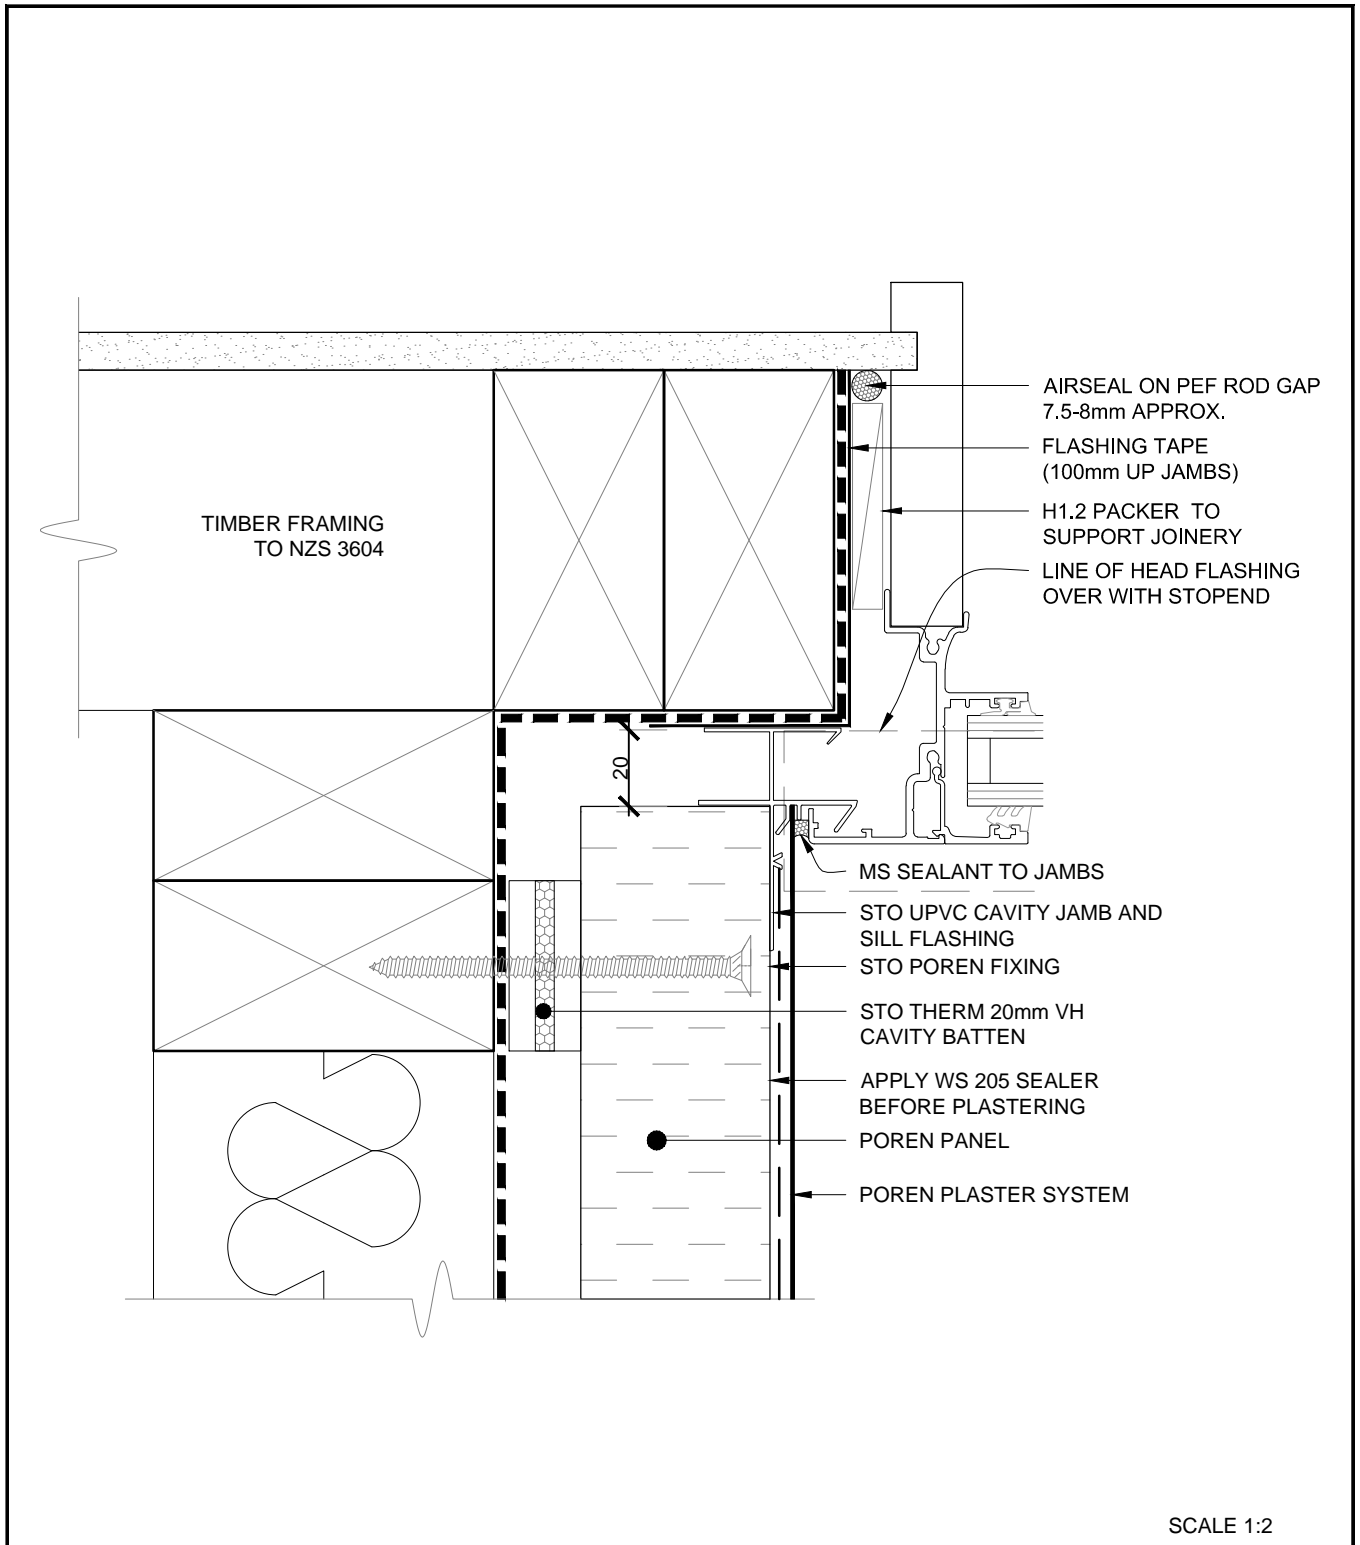 AIRSEAL ON PEF ROD GAP
7.5-8mm APPROX.
FLASHING TAPE
(100mm UP JAMBS)
TIMBER FRAMING
TO NZS 3604
H1.2 PACKER TO
SUPPORT JOINERY
LINE OF HEAD FLASHING
OVER WITH STOPEND
20
MS SEALANT TO JAMBS
STO UPVC CAVITY JAMB AND
SILL FLASHING
STO POREN FIXING
STO THERM 20mm VH
CAVITY BATTEN
APPLY WS 205 SEALER
BEFORE PLASTERING
POREN PANEL
POREN PLASTER SYSTEM
SCALE 1:2